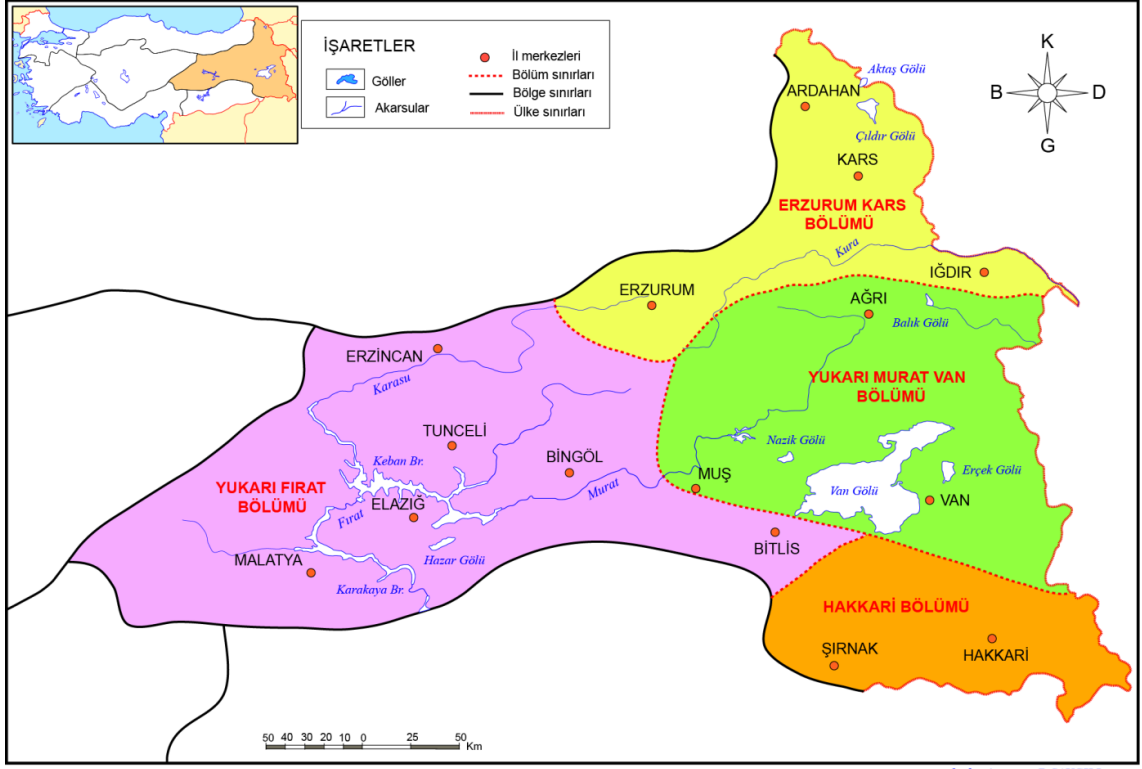 İŞARETLER
Göller
Akarsular
İl merkezleri
Bölüm sınırları
Bölge sınırları
Ülke sınırları
K
B
D
G
Aktaş Gölü
ARDAHAN
Çıldır Gölü
KARS
ERZURUM KARS
BÖLÜMÜ
Kura
IĞDIR
ERZURUM
AĞRI
Balık Gölü
ERZİNCAN
Karasu
YUKARI MURAT VAN
BÖLÜMÜ
TUNCELİ
Nazik Gölü
Keban Br.
BİNGÖL
Erçek Gölü
MUŞ
YUKARI FIRAT
BÖLÜMÜ
Murat
Van Gölü
VAN
ELAZIĞ
Fırat
BİTLİS
MALATYA
Hazar Gölü
Karakaya Br.
HAKKARİ BÖLÜMÜ
ŞIRNAK
HAKKARİ
50 40 30 20 10 0 25 50
Km